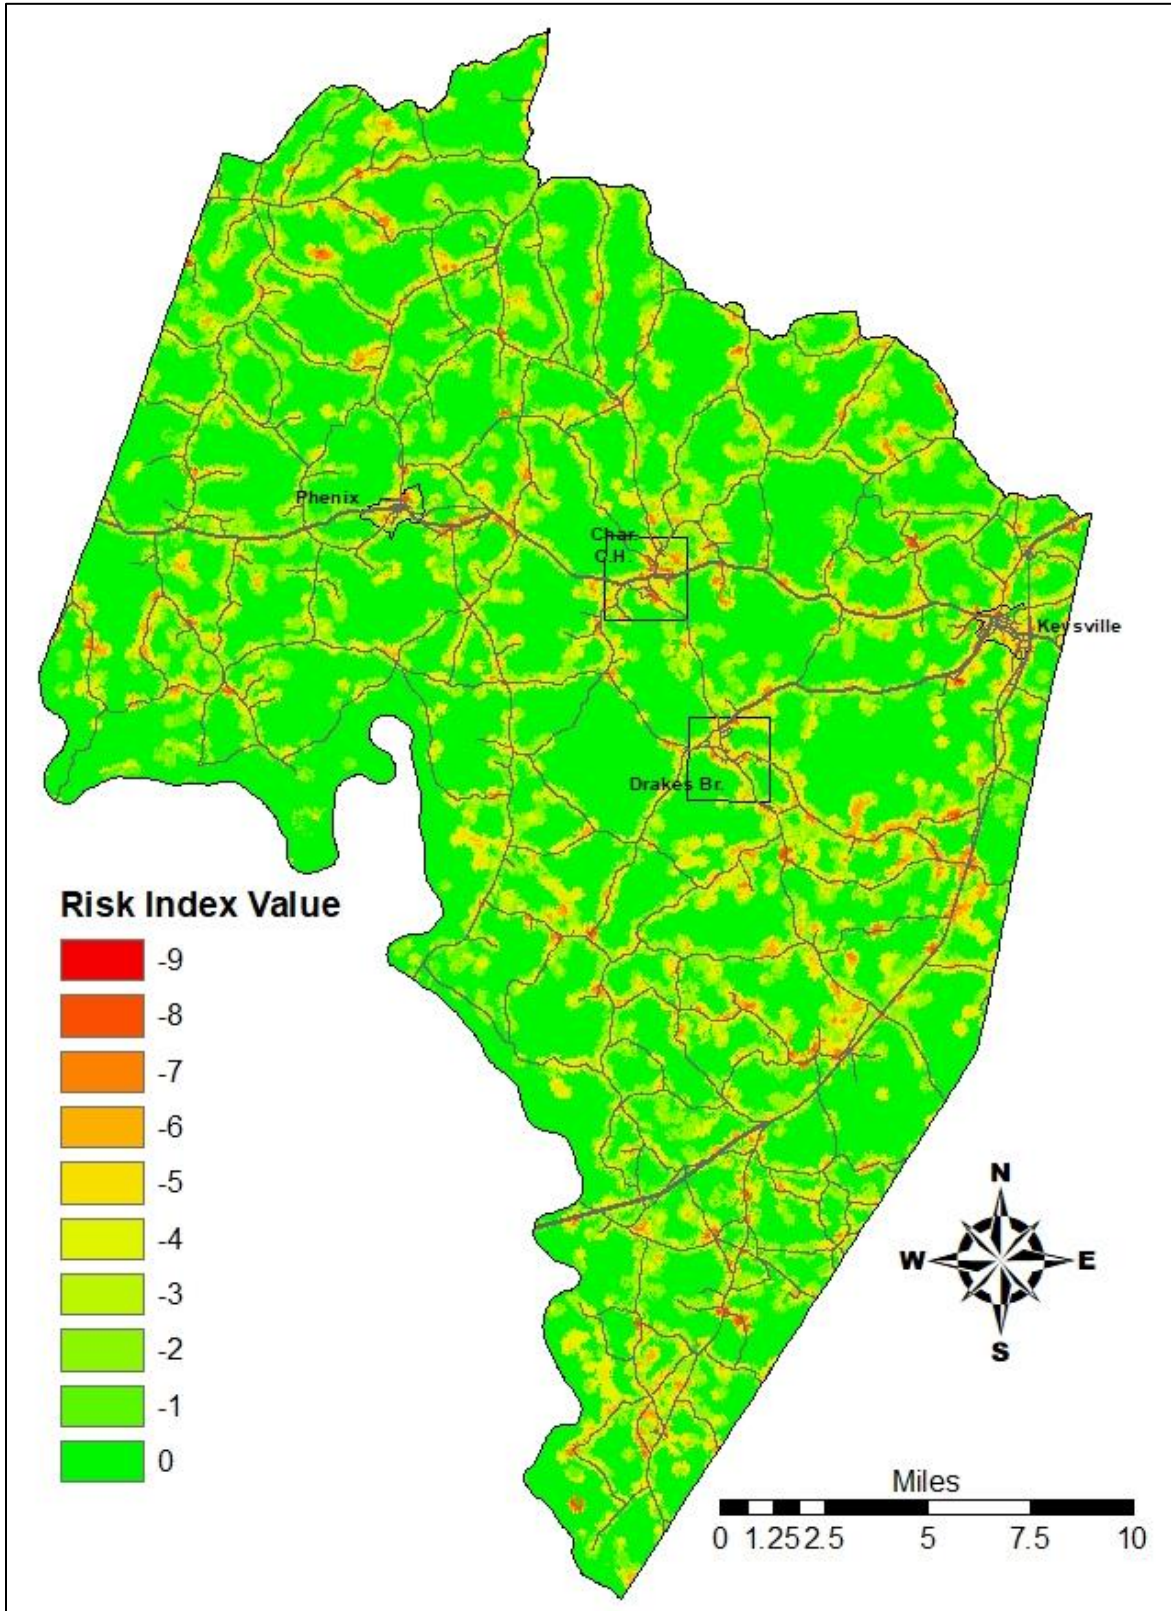 Phenix
Char.
C.H.
Keysville
Drakes Br.
Risk Index Value
-9
-8
-7
-6
-5
-4
-3
-2
-1
0
N
W E
S
Miles
0 1.25 2.5 5 7.5 10